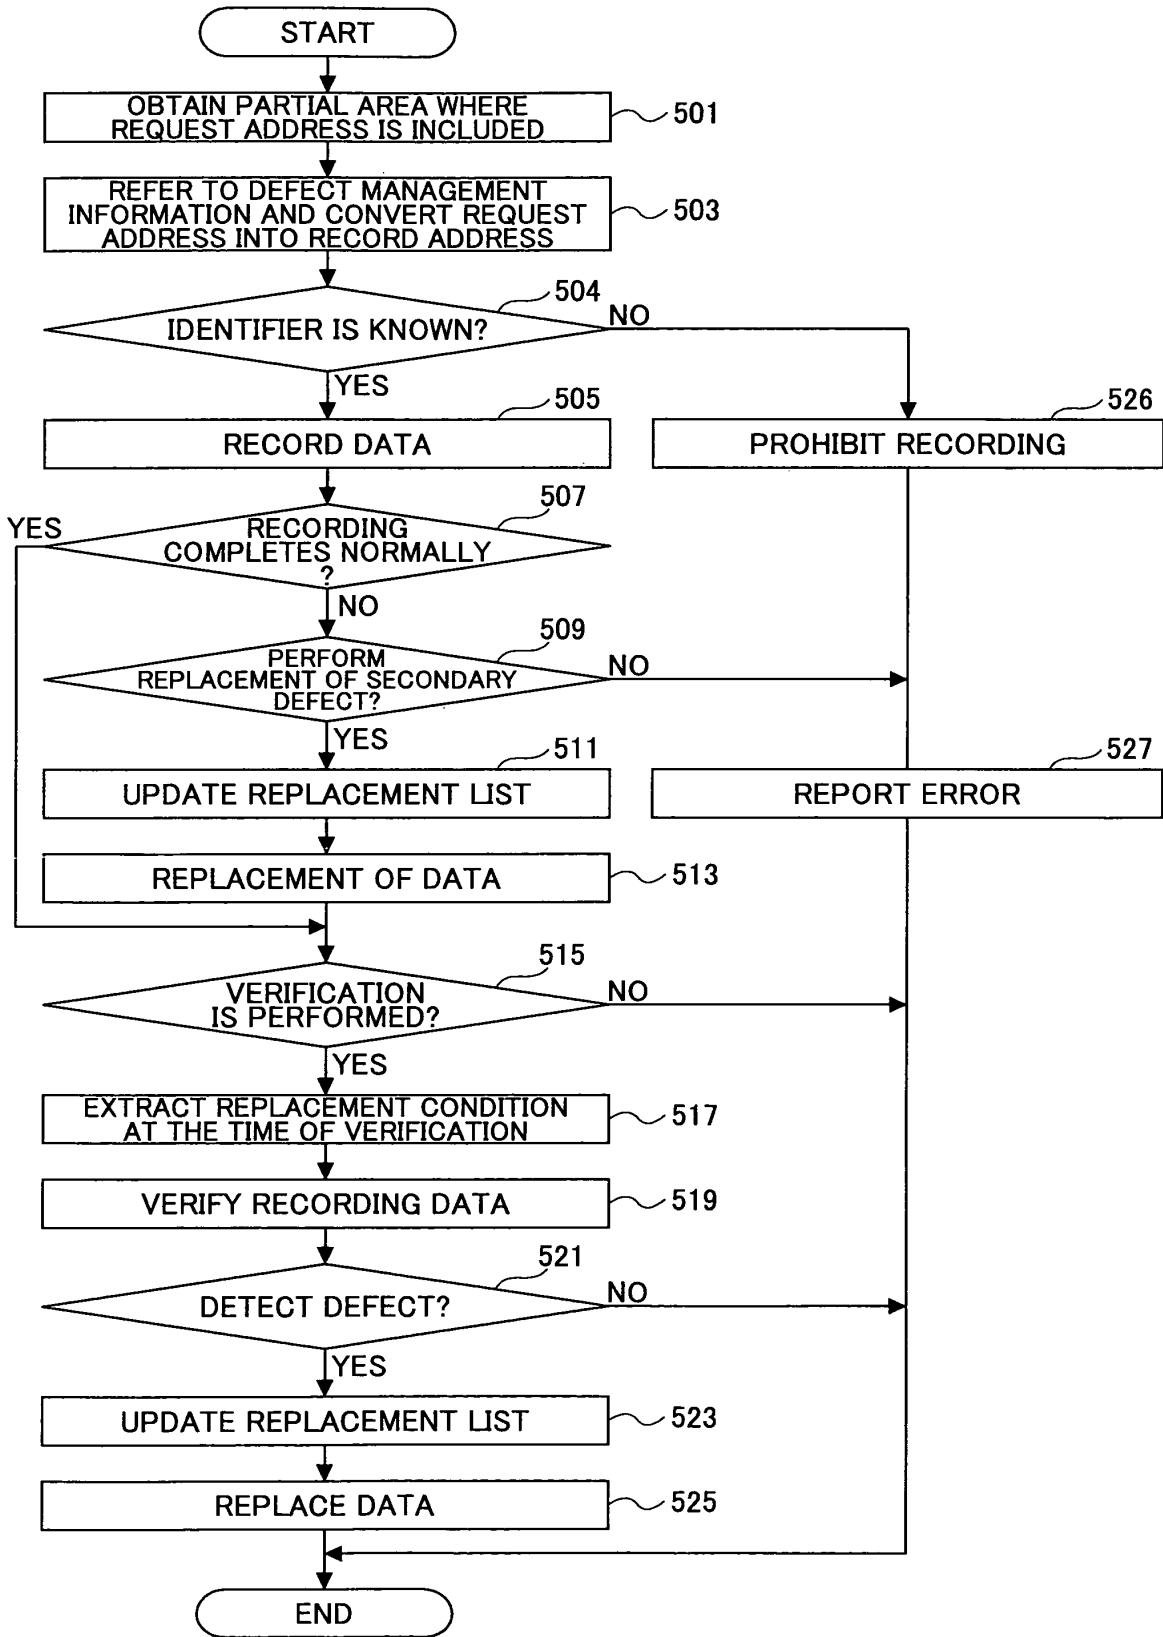 START
OBTAIN PARTIAL AREA WHERE
REQUEST ADDRESS IS INCLUDED
501
REFER TO DEFECT MANAGEMENT
INFORMATION AND CONVERT REQUEST
ADDRESS INTO RECORD ADDRESS
503
504
IDENTIFIER IS KNOWN?
NO
YES
505
RECORD DATA
526
PROHIBIT RECORDING
507
YES
RECORDING
COMPLETES NORMALLY
?
NO
509
PERFORM
REPLACEMENT OF SECONDARY
DEFECT?
NO
YES
511
UPDATE REPLACEMENT LIST
527
REPORT ERROR
REPLACEMENT OF DATA
513
515
VERIFICATION
IS PERFORMED?
NO
YES
EXTRACT REPLACEMENT CONDITION
AT THE TIME OF VERIFICATION
517
VERIFY RECORDING DATA
519
521
DETECT DEFECT?
NO
YES
UPDATE REPLACEMENT LIST
523
REPLACE DATA
525
END